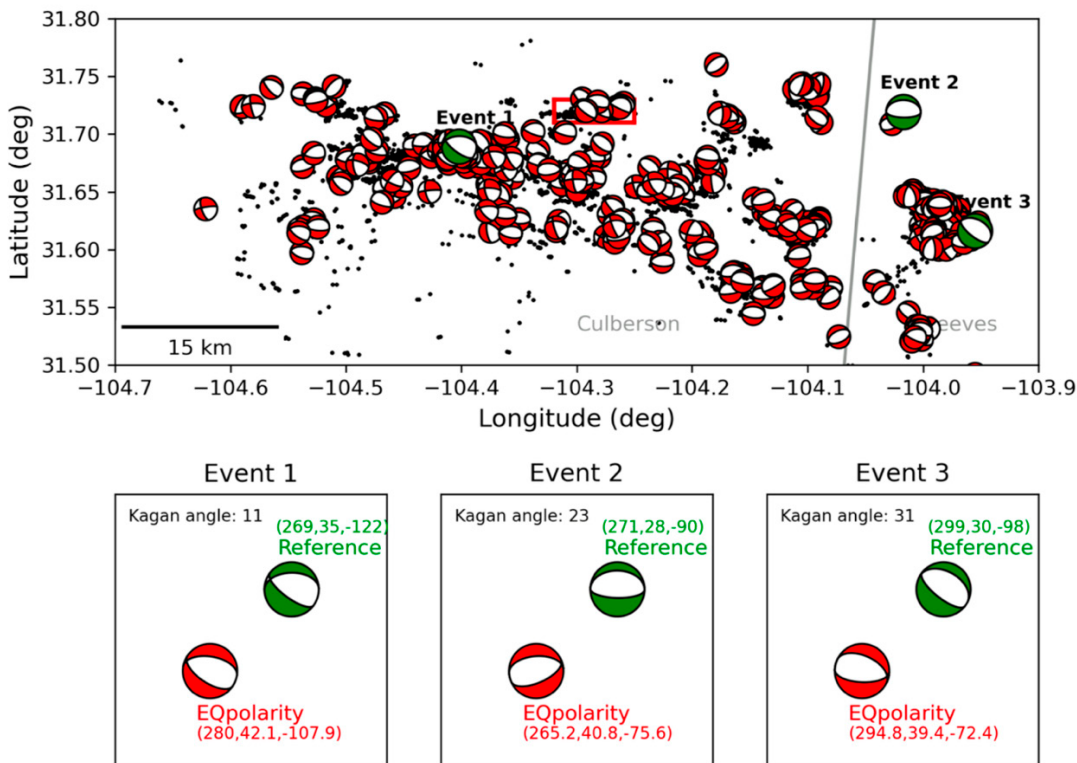 31.80
31.75
31.70
31.65
31.60
31.55
31.50
Latitude (deg)
Event 1
Event 2
vent 3
Culberson
eeves
15 km
−104.7 −104.6 −104.5 −104.4 −104.3 −104.2 −104.1 −104.0 −103.9
Longitude (deg)
Event 1
Kagan angle: 11
(269,35,-122)
Reference
EQpolarity
(280,42.1,-107.9)
Event 2
Kagan angle: 23
(271,28,-90)
Reference
EQpolarity
(265.2,40.8,-75.6)
Event 3
Kagan angle: 31
(299,30,-98)
Reference
EQpolarity
(294.8,39.4,-72.4)